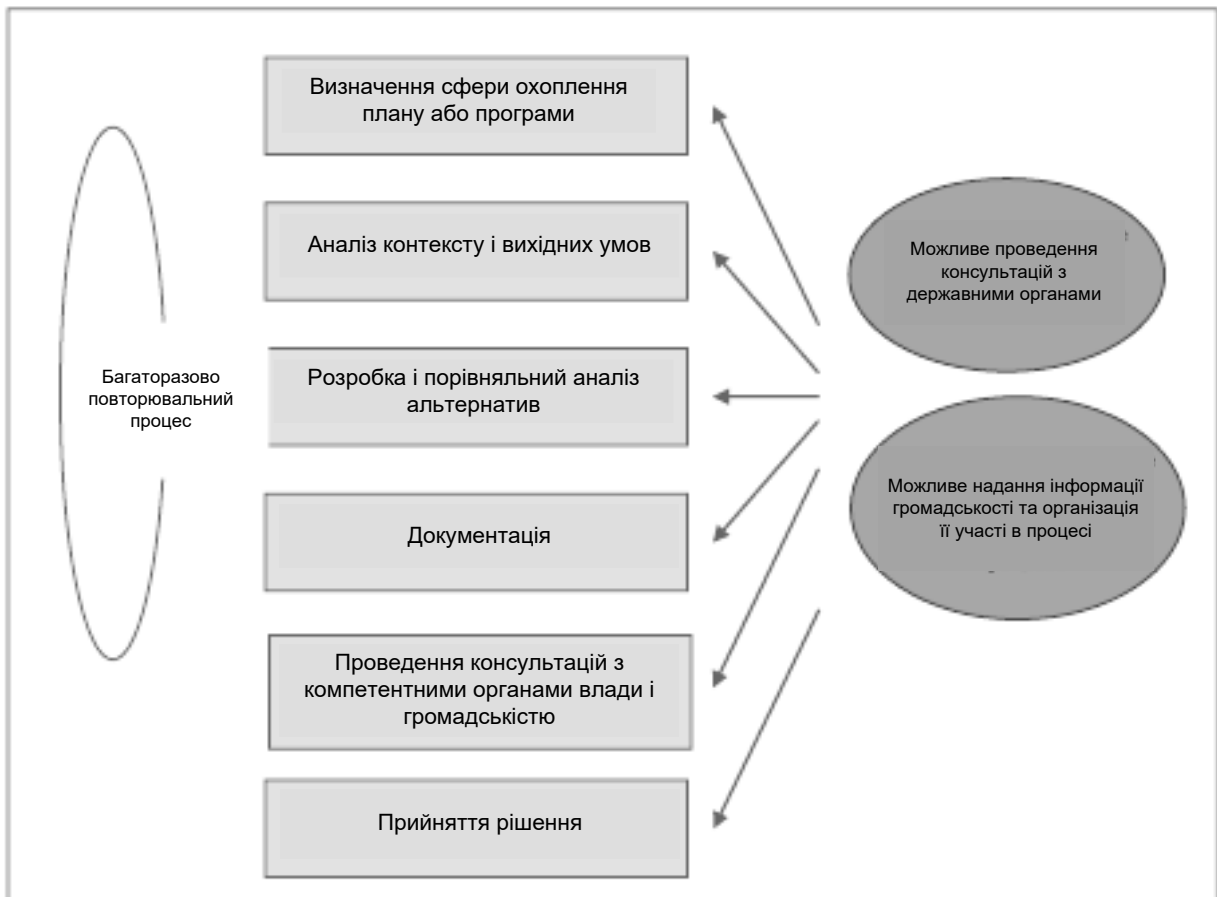 Визначення сфери охоплення
плану або програми
Аналіз контексту і вихідних умов
Розробка і порівняльний аналіз
альтернатив
Документація
Проведення консультацій з
компетентними органами влади і
громадськістю
Прийняття рішення
Багаторазово
повторювальний
процес
Можливе проведення
консультацій з
державними органами
Можливе надання інформації
громадськості та організація
її участі в процесі